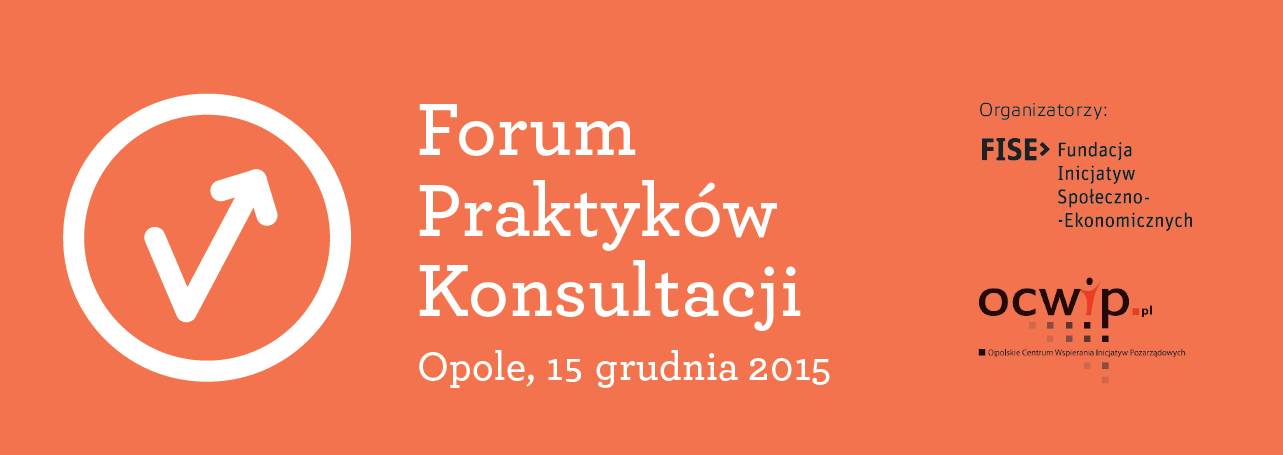 Forum
Praktyków
Konsultacji
Opole, 15 grudnia 2015
Organizatorzy:
FISE Fundacja
Inicjatyw
Społeczno-
-Ekonomicznych
ocwip.pl
Opolskie Centrum Wspierania Inicjatyw Pozarządowych